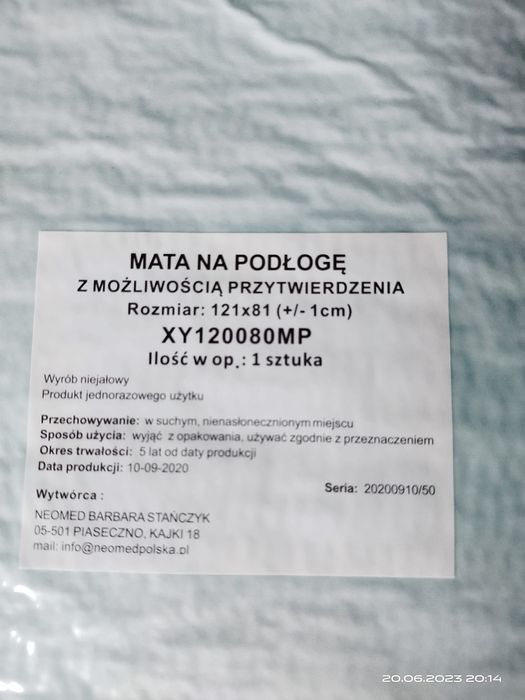 MATA NA PODŁOGĘ
Z MOŻLIWOŚCIĄ PRZYTWIERDZENIA
Rozmiar: 121x81 (+/- 1cm)
XY120080MP
Ilość w op.: 1 sztuka
Wyrób niejałowy
Produkt jednorazowego użytku
Przechowywanie: w suchym, nienasłonecznionym miejscu
Sposób użycia: wyjąć z opakowania, używać zgodnie z przeznaczeniem
Okres trwałości: 5 lat od daty produkcji
Data produkcji: 10-09-2020
Seria: 20200910/50
Wytwórca :
NEOMED BARBARA STAŃCZYK
05-501 PIASECZNO, KAJKI 18
mail: info@neomedpolska.pl
20.06.2023 20:14